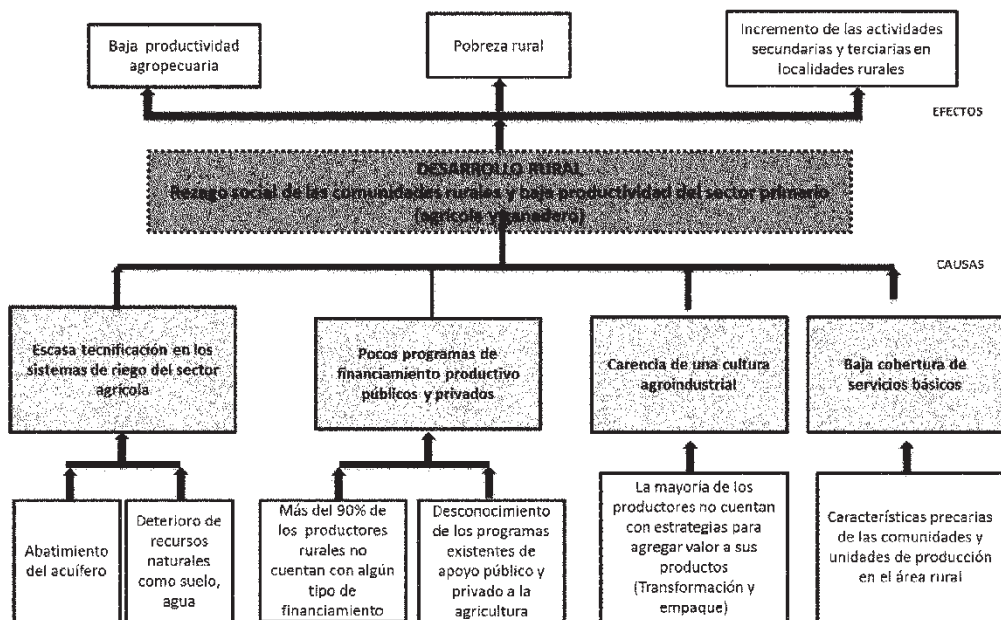 Baja productividad
agropecuaria
Pobreza rural
Incremento de las actividades
secundarias y terciarias en
localidades rurales
EFECTOS
DESARROLLO RURAL
Rezago social de las comunidades rurales y baja productividad del sector primario
(agrícola y ganadero)
CAUSAS
Escasa tecnificación en los
sistemas de riego del sector
agrícola
Pocos programas de
financiamiento productivo
públicos y privados
Carencia de una cultura
agroindustrial
Baja cobertura de
servicios básicos
Abatimiento
del acuífero
Deterioro de
recursos
naturales
como suelo,
agua
Más del 90% de
los productores
rurales no
cuentan con algún
tipo de
financiamiento
Desconocimiento
de los programas
existentes de
apoyo público y
privado a la
agricultura
La mayoría de los
productores no cuentan
con estrategias para
agregar valor a sus
productos
(Transformación y
empaque)
Características precarias
de las comunidades y
unidades de producción
en el área rural